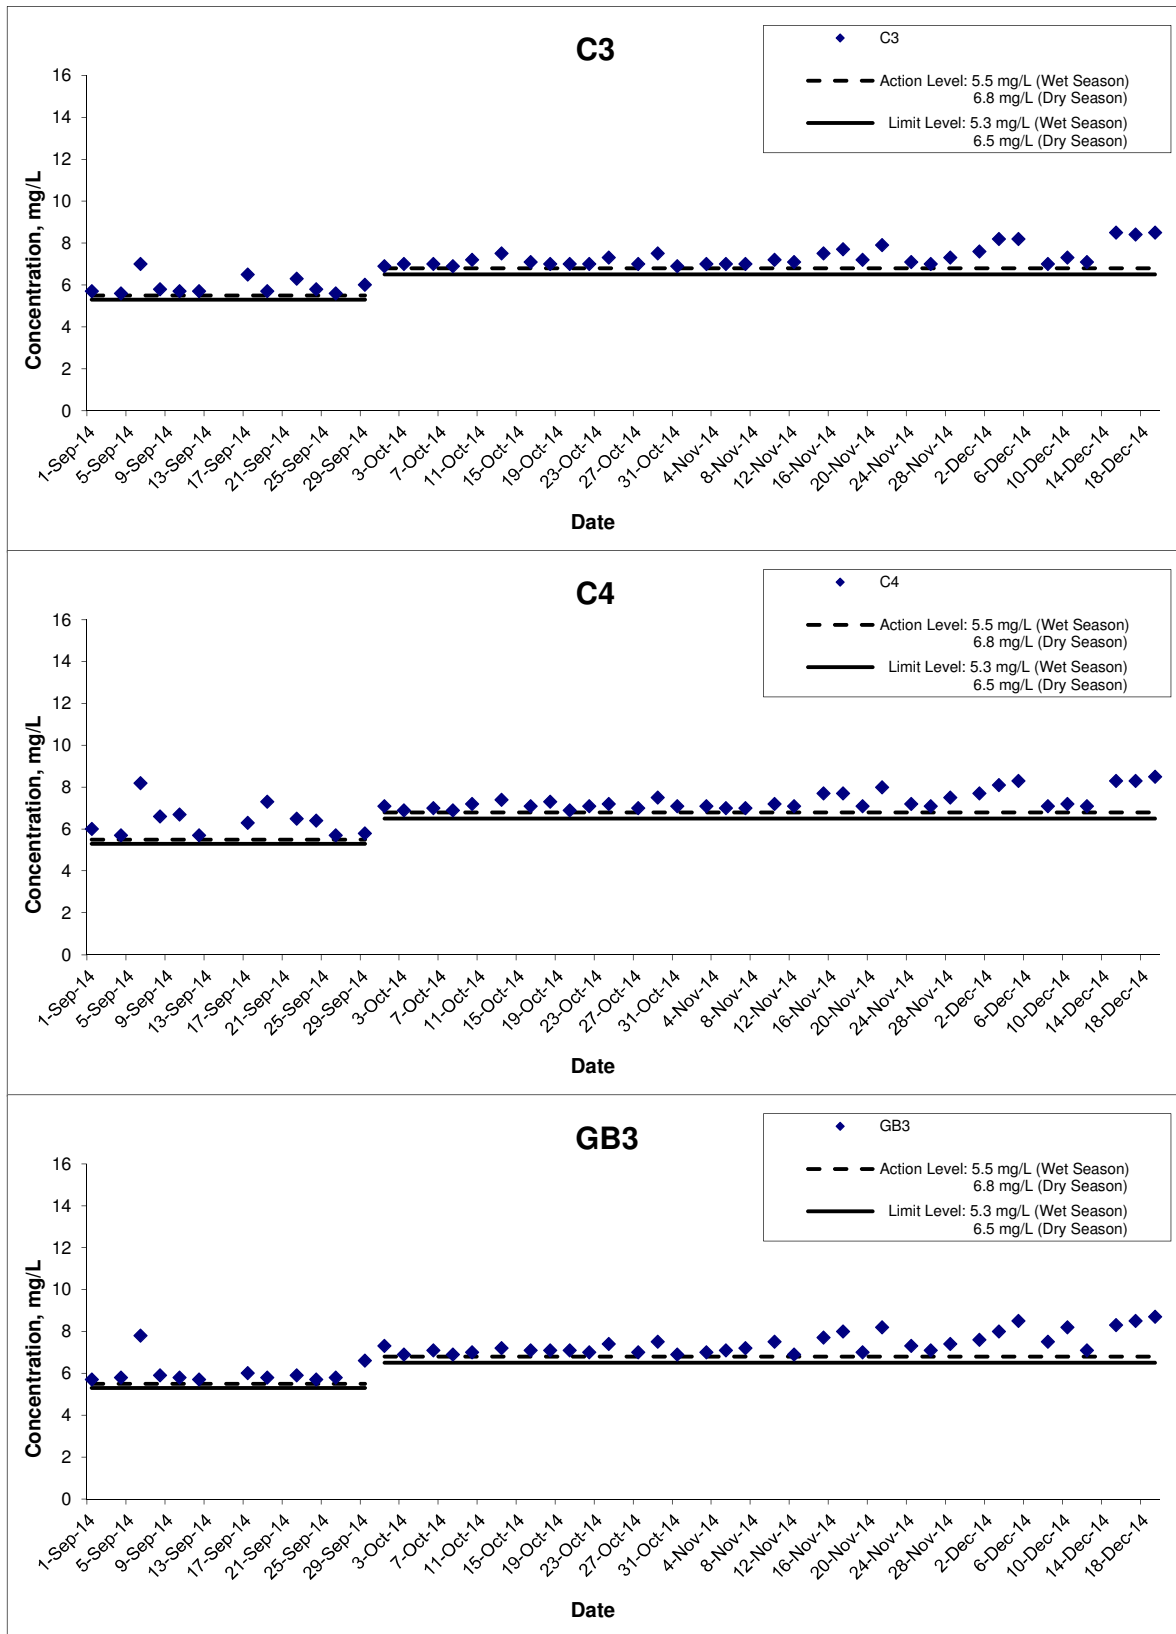 C3
C3
Action Level: 5.5 mg/L (Wet Season)
6.8 mg/L (Dry Season)
Limit Level: 5.3 mg/L (Wet Season)
6.5 mg/L (Dry Season)
Concentration, mg/L
16
14
12
10
8
6
4
2
0
1-Sep-14
5-Sep-14
9-Sep-14
13-Sep-14
17-Sep-14
21-Sep-14
25-Sep-14
29-Sep-14
3-Oct-14
7-Oct-14
11-Oct-14
15-Oct-14
19-Oct-14
23-Oct-14
27-Oct-14
31-Oct-14
4-Nov-14
8-Nov-14
12-Nov-14
16-Nov-14
20-Nov-14
24-Nov-14
28-Nov-14
2-Dec-14
6-Dec-14
10-Dec-14
14-Dec-14
18-Dec-14
Date
C4
C4
Action Level: 5.5 mg/L (Wet Season)
6.8 mg/L (Dry Season)
Limit Level: 5.3 mg/L (Wet Season)
6.5 mg/L (Dry Season)
Concentration, mg/L
16
14
12
10
8
6
4
2
0
1-Sep-14
5-Sep-14
9-Sep-14
13-Sep-14
17-Sep-14
21-Sep-14
25-Sep-14
29-Sep-14
3-Oct-14
7-Oct-14
11-Oct-14
15-Oct-14
19-Oct-14
23-Oct-14
27-Oct-14
31-Oct-14
4-Nov-14
8-Nov-14
12-Nov-14
16-Nov-14
20-Nov-14
24-Nov-14
28-Nov-14
2-Dec-14
6-Dec-14
10-Dec-14
14-Dec-14
18-Dec-14
Date
GB3
GB3
Action Level: 5.5 mg/L (Wet Season)
6.8 mg/L (Dry Season)
Limit Level: 5.3 mg/L (Wet Season)
6.5 mg/L (Dry Season)
Concentration, mg/L
16
14
12
10
8
6
4
2
0
1-Sep-14
5-Sep-14
9-Sep-14
13-Sep-14
17-Sep-14
21-Sep-14
25-Sep-14
29-Sep-14
3-Oct-14
7-Oct-14
11-Oct-14
15-Oct-14
19-Oct-14
23-Oct-14
27-Oct-14
31-Oct-14
4-Nov-14
8-Nov-14
12-Nov-14
16-Nov-14
20-Nov-14
24-Nov-14
28-Nov-14
2-Dec-14
6-Dec-14
10-Dec-14
14-Dec-14
18-Dec-14
Date